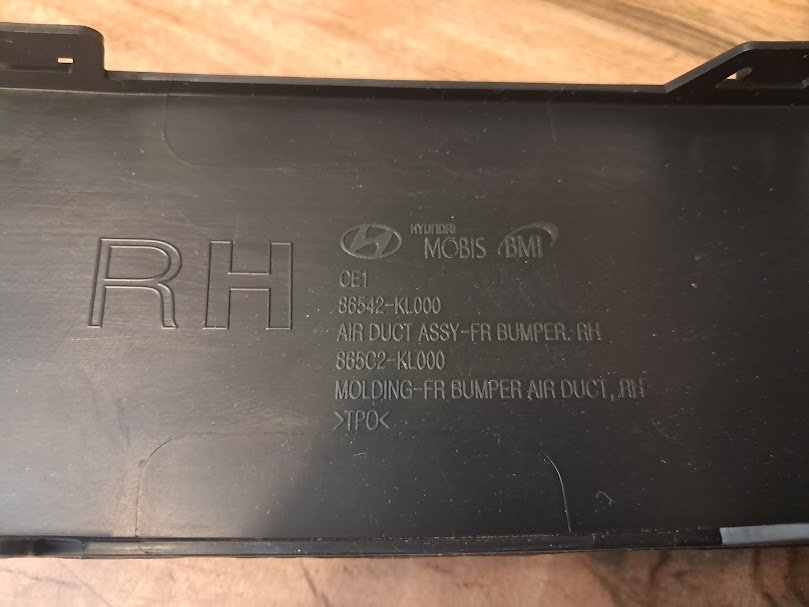 RH
HYUNDAI
MOBIS BMI
CE1
86542-KL000
AIR DUCT ASSY-FR BUMPER. RH
865C2-KL000
MOLDING-FR BUMPER AIR DUCT, RH
>TPO<